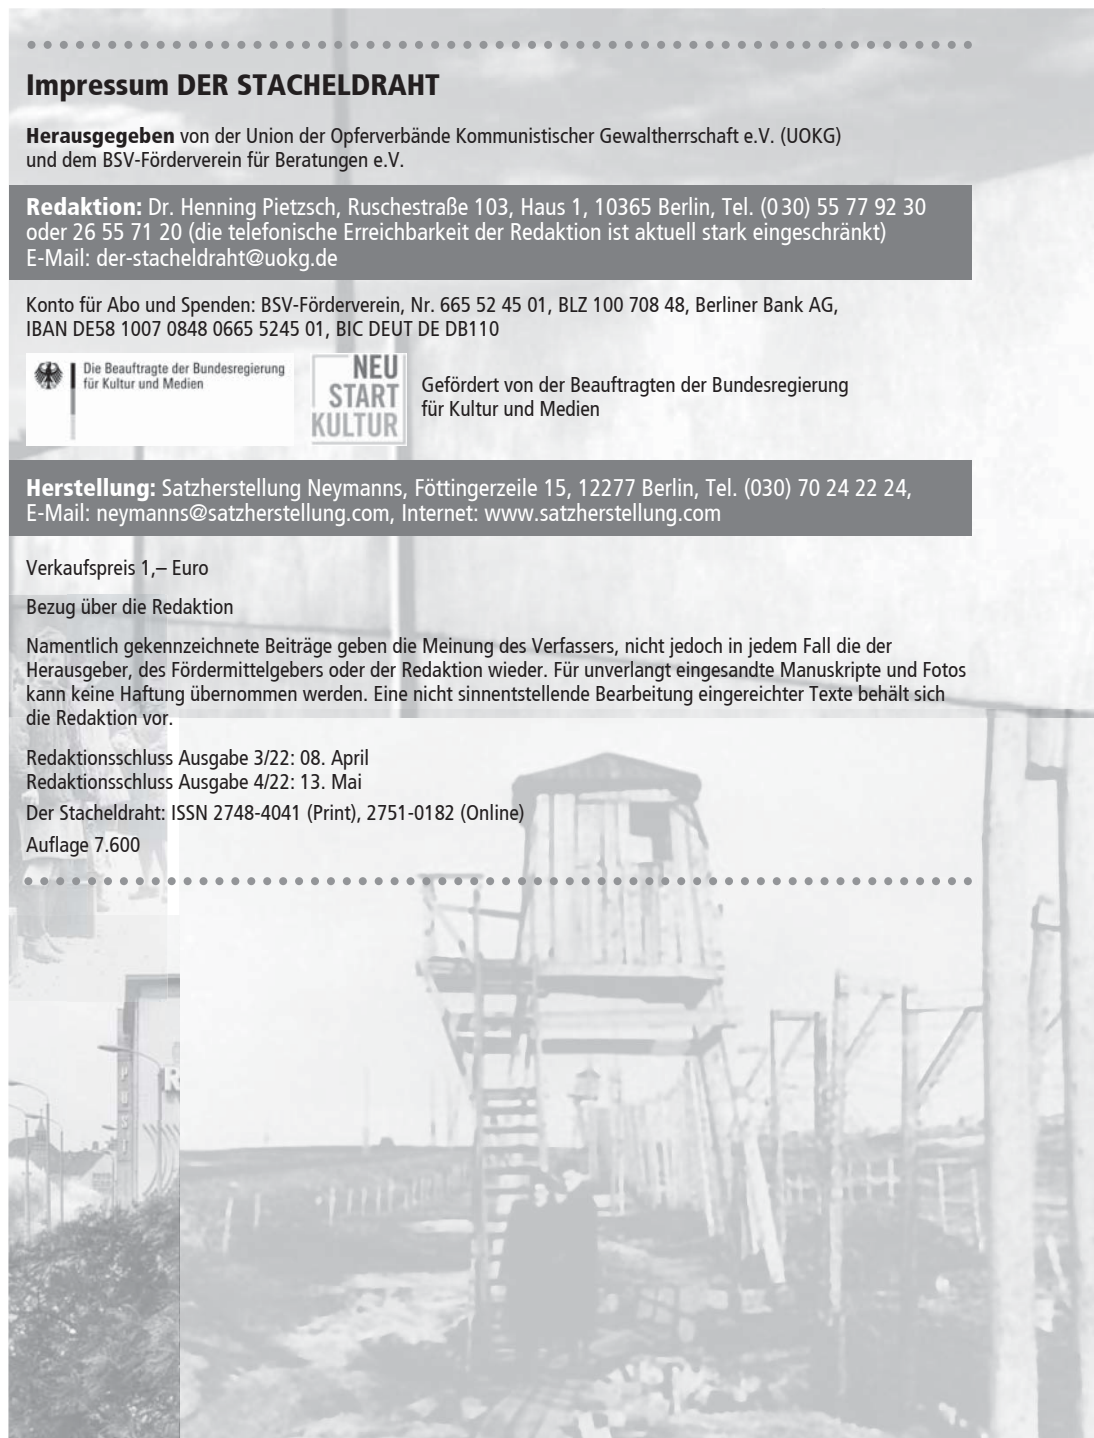 Impressum DER STACHELDRAHT
Herausgegeben von der Union der Opferverbände Kommunistischer Gewaltherrschaft e.V. (UOKG)
und dem BSV-Förderverein für Beratungen e.V.
Redaktion: Dr. Henning Pietzsch, Ruschestraße 103, Haus 1, 10365 Berlin, Tel. (0 30) 55 77 92 30
oder 26 55 71 20 (die telefonische Erreichbarkeit der Redaktion ist aktuell stark eingeschränkt)
E-Mail: der-stacheldraht@uokg.de
Konto für Abo und Spenden: BSV-Förderverein, Nr. 665 52 45 01, BLZ 100 708 48, Berliner Bank AG,
IBAN DE58 1007 0848 0665 5245 01, BIC DEUT DE DB110
Die Beauftragte der Bundesregierung
für Kultur und Medien
NEU
START
KULTUR
Gefördert von der Beauftragten der Bundesregierung
für Kultur und Medien
Herstellung: Satzherstellung Neymanns, Föttingerzeile 15, 12277 Berlin, Tel. (030) 70 24 22 24,
E-Mail: neymanns@satzherstellung.com, Internet: www.satzherstellung.com
Verkaufspreis 1,– Euro
Bezug über die Redaktion
Namentlich gekennzeichnete Beiträge geben die Meinung des Verfassers, nicht jedoch in jedem Fall die der
Herausgeber, des Fördermittelgebers oder der Redaktion wieder. Für unverlangt eingesandte Manuskripte und Fotos
kann keine Haftung übernommen werden. Eine nicht sinnentstellende Bearbeitung eingereichter Texte behält sich
die Redaktion vor.
Redaktionsschluss Ausgabe 3/22: 08. April
Redaktionsschluss Ausgabe 4/22: 13. Mai
Der Stacheldraht: ISSN 2748-4041 (Print), 2751-0182 (Online)
Auflage 7.600